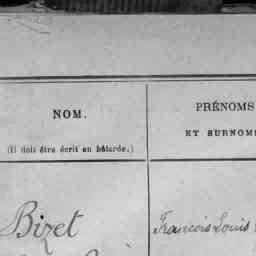 NOM.
(Il doit être écrit en bâtarde.)
PRÉNOMS
ET SURNOMS
Bizet
François Louis